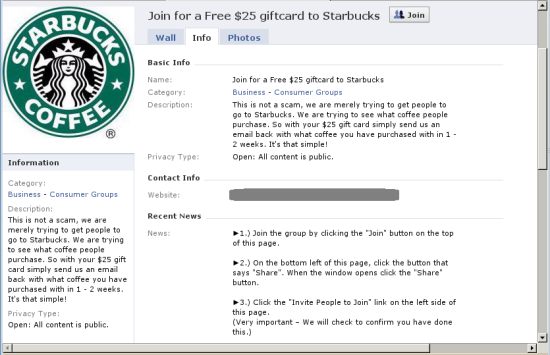 STARBUCKS
COFFEE
®
Join for a Free $25 giftcard to Starbucks
Join
Wall
Info
Photos
Basic Info
Name: Join for a Free $25 giftcard to Starbucks
Category: Business - Consumer Groups
Description: This is not a scam, we are merely trying to get people to
go to Starbucks. We are trying to see what coffee people
purchase. So with your $25 gift card simply send us an
email back with what coffee you have purchased with in 1 -
2 weeks. It's that simple!
Privacy Type: Open: All content is public.
Contact Info
Website:
Recent News
News: ►1.) Join the group by clicking the "Join" button on the top
of this page.
►2.) On the bottom left of this page, click the button that
says "Share". When the window opens click the "Share"
button.
►3.) Click the "Invite People to Join" link on the left side of
this page.
(Very important – We will check to confirm you have done
this.)
Information
Category:
Business - Consumer Groups
Description:
This is not a scam, we are
merely trying to get people to
go to Starbucks. We are trying
to see what coffee people
purchase. So with your $25 gift
card simply send us an email
back with what coffee you have
purchased with in 1 - 2 weeks.
It's that simple!
Privacy Type:
Open: All content is public.